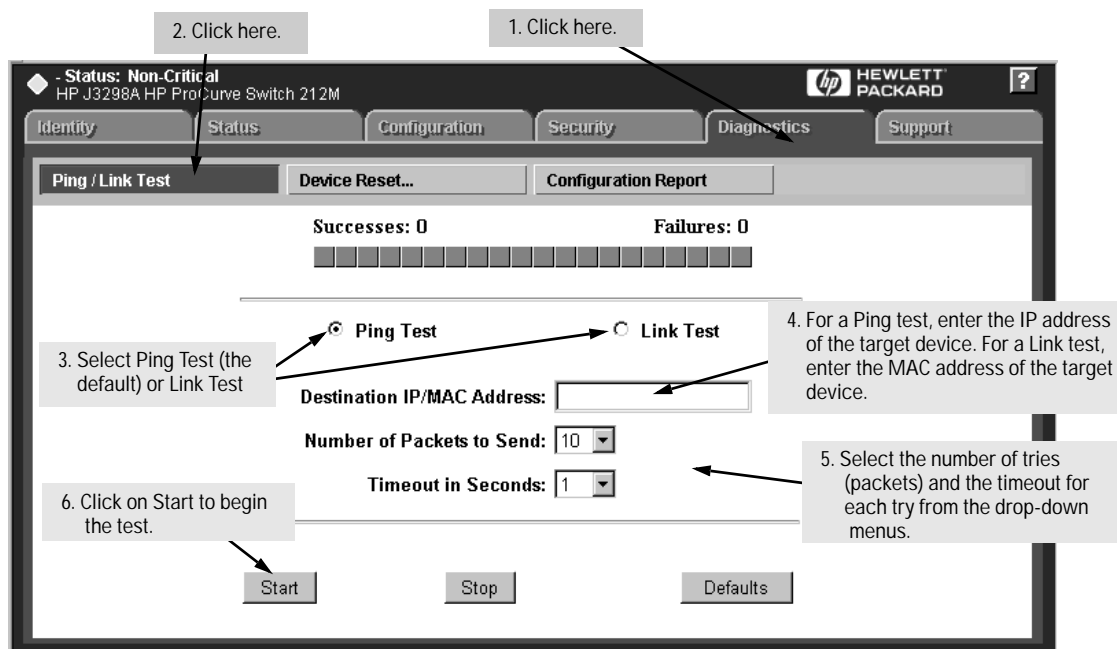 2. Click here.
1. Click here.
- Status: Non-Critical
HP J3298A HP ProCurve Switch 212M
hp HEWLETT
PACKARD
?
Identity
Status
Configuration
Security
Diagnostics
Support
Ping / Link Test
Device Reset...
Configuration Report
Successes: 0
Failures: 0
Ping Test
Link Test
3. Select Ping Test (the
default) or Link Test
4. For a Ping test, enter the IP address
of the target device. For a Link test,
enter the MAC address of the target
device.
Destination IP/MAC Address:
Number of Packets to Send: 10
Timeout in Seconds: 1
5. Select the number of tries
(packets) and the timeout for
each try from the drop-down
menus.
6. Click on Start to begin
the test.
Start
Stop
Defaults